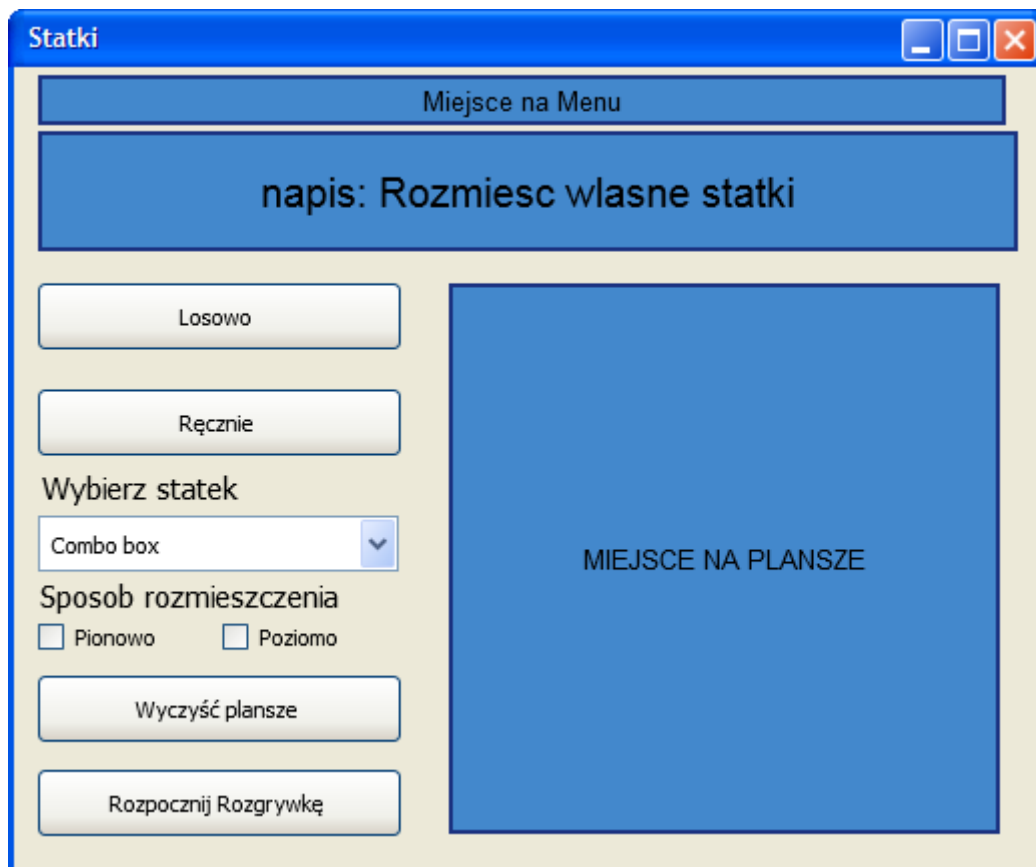 Statki
Miejsce na Menu
napis: Rozmiesc wlasne statki
Losowo
Ręcznie
Wybierz statek
Combo box
Sposob rozmieszczenia
Pionowo Poziomo
Wyczyść plansze
Rozpocznij Rozgrywkę
MIEJSCE NA PLANSZE